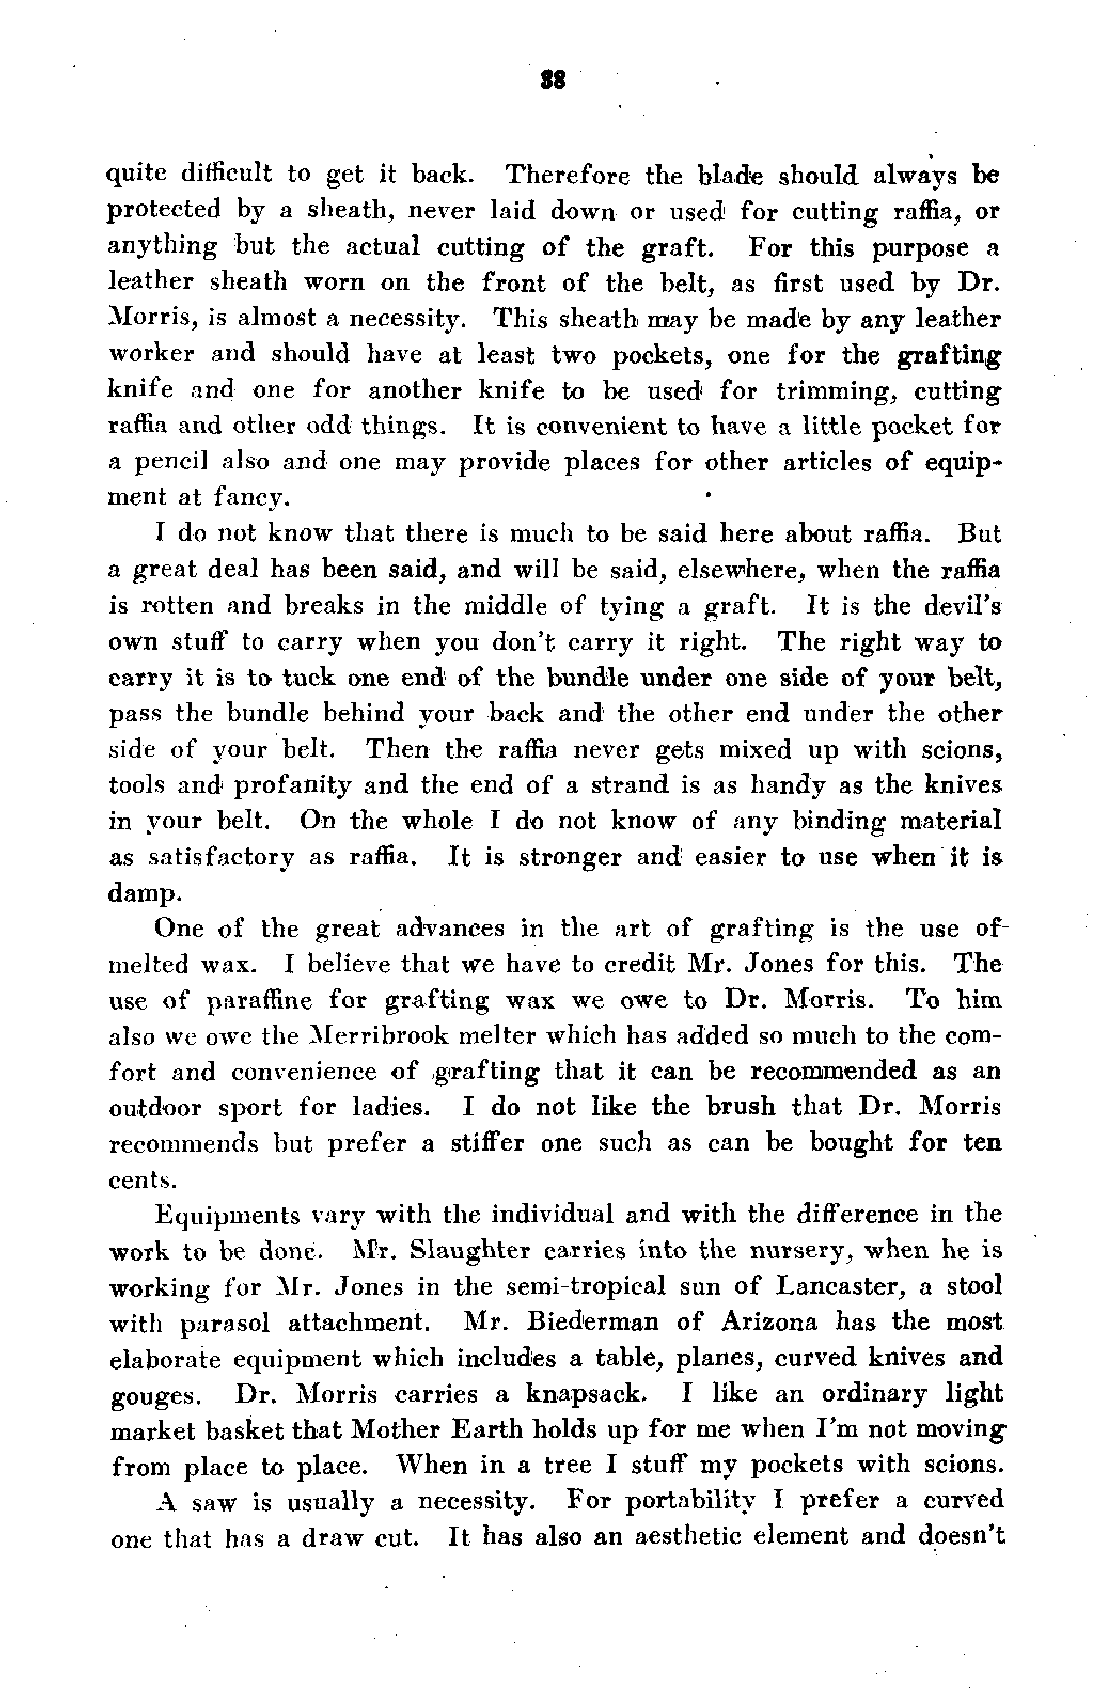 38
quite difficult to get it back. Therefore the blade should always be
protected by a sheath, never laid down or used for cutting raffia, or
anything but the actual cutting of the graft. For this purpose a
leather sheath worn on the front of the belt, as first used by Dr.
Morris, is almost a necessity. This sheath may be made by any leather
worker and should have at least two pockets, one for the grafting
knife and one for another knife to be used for trimming, cutting
raffia and other odd things. It is convenient to have a little pocket for
a pencil also and one may provide places for other articles of equip-
ment at fancy.
I do not know that there is much to be said here about raffia. But
a great deal has been said, and will be said, elsewhere, when the raffia
is rotten and breaks in the middle of tying a graft. It is the devil's
own stuff to carry when you don't carry it right. The right way to
carry it is to tuck one end of the bundle under one side of your belt,
pass the bundle behind your back and the other end under the other
side of your belt. Then the raffia never gets mixed up with scions,
tools and profanity and the end of a strand is as handy as the knives
in your belt. On the whole I do not know of any binding material
as satisfactory as raffia. It is stronger and easier to use when it is
damp.
One of the great advances in the art of grafting is the use of
melted wax. I believe that we have to credit Mr. Jones for this. The
use of paraffine for grafting wax we owe to Dr. Morris. To him
also we owe the Merribrook melter which has added so much to the com-
fort and convenience of grafting that it can be recommended as an
outdoor sport for ladies. I do not like the brush that Dr. Morris
recommends but prefer a stiffer one such as can be bought for ten
cents.
Equipments vary with the individual and with the difference in the
work to be done. Mr. Slaughter carries into the nursery, when he is
working for Mr. Jones in the semi-tropical sun of Lancaster, a stool
with parasol attachment. Mr. Biederman of Arizona has the most
elaborate equipment which includes a table, planes, curved knives and
gouges. Dr. Morris carries a knapsack. I like an ordinary light
market basket that Mother Earth holds up for me when I'm not moving
from place to place. When in a tree I stuff my pockets with scions.
A saw is usually a necessity. For portability I prefer a curved
one that has a draw cut. It has also an aesthetic element and doesn't